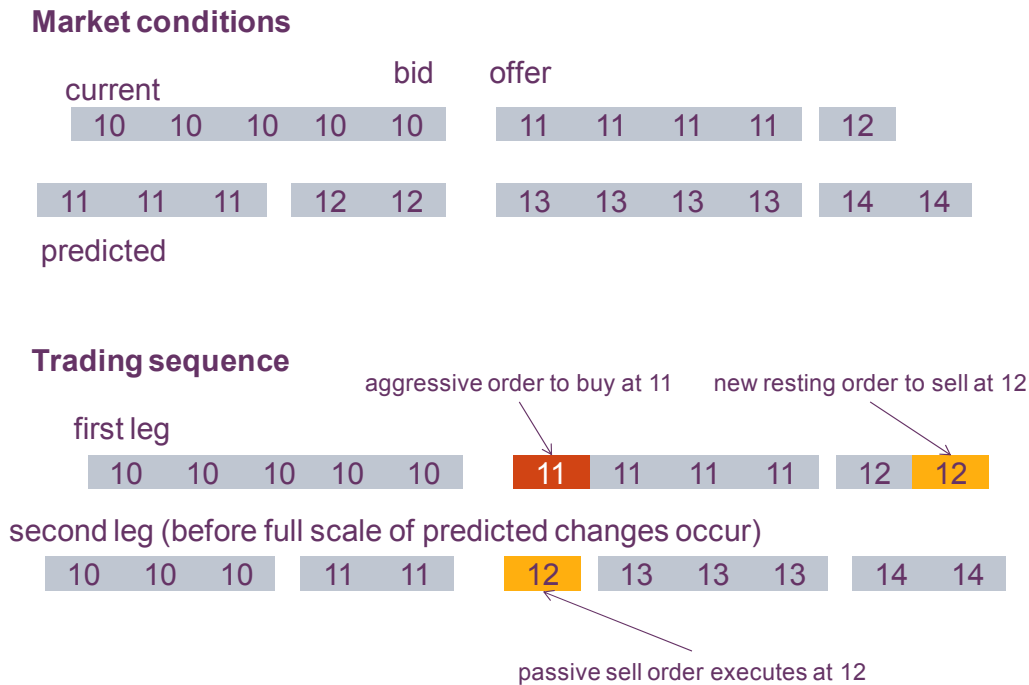 Market conditions
bid offer
current
10 10 10 10 10 11 11 11 11 12
11 11 11 12 12 13 13 13 13 14 14
predicted
Trading sequence
aggressive order to buy at 11 new resting order to sell at 12
first leg
10 10 10 10 10 11 11 11 11 12 12
second leg (before full scale of predicted changes occur)
10 10 10 11 11 12 13 13 13 14 14
passive sell order executes at 12